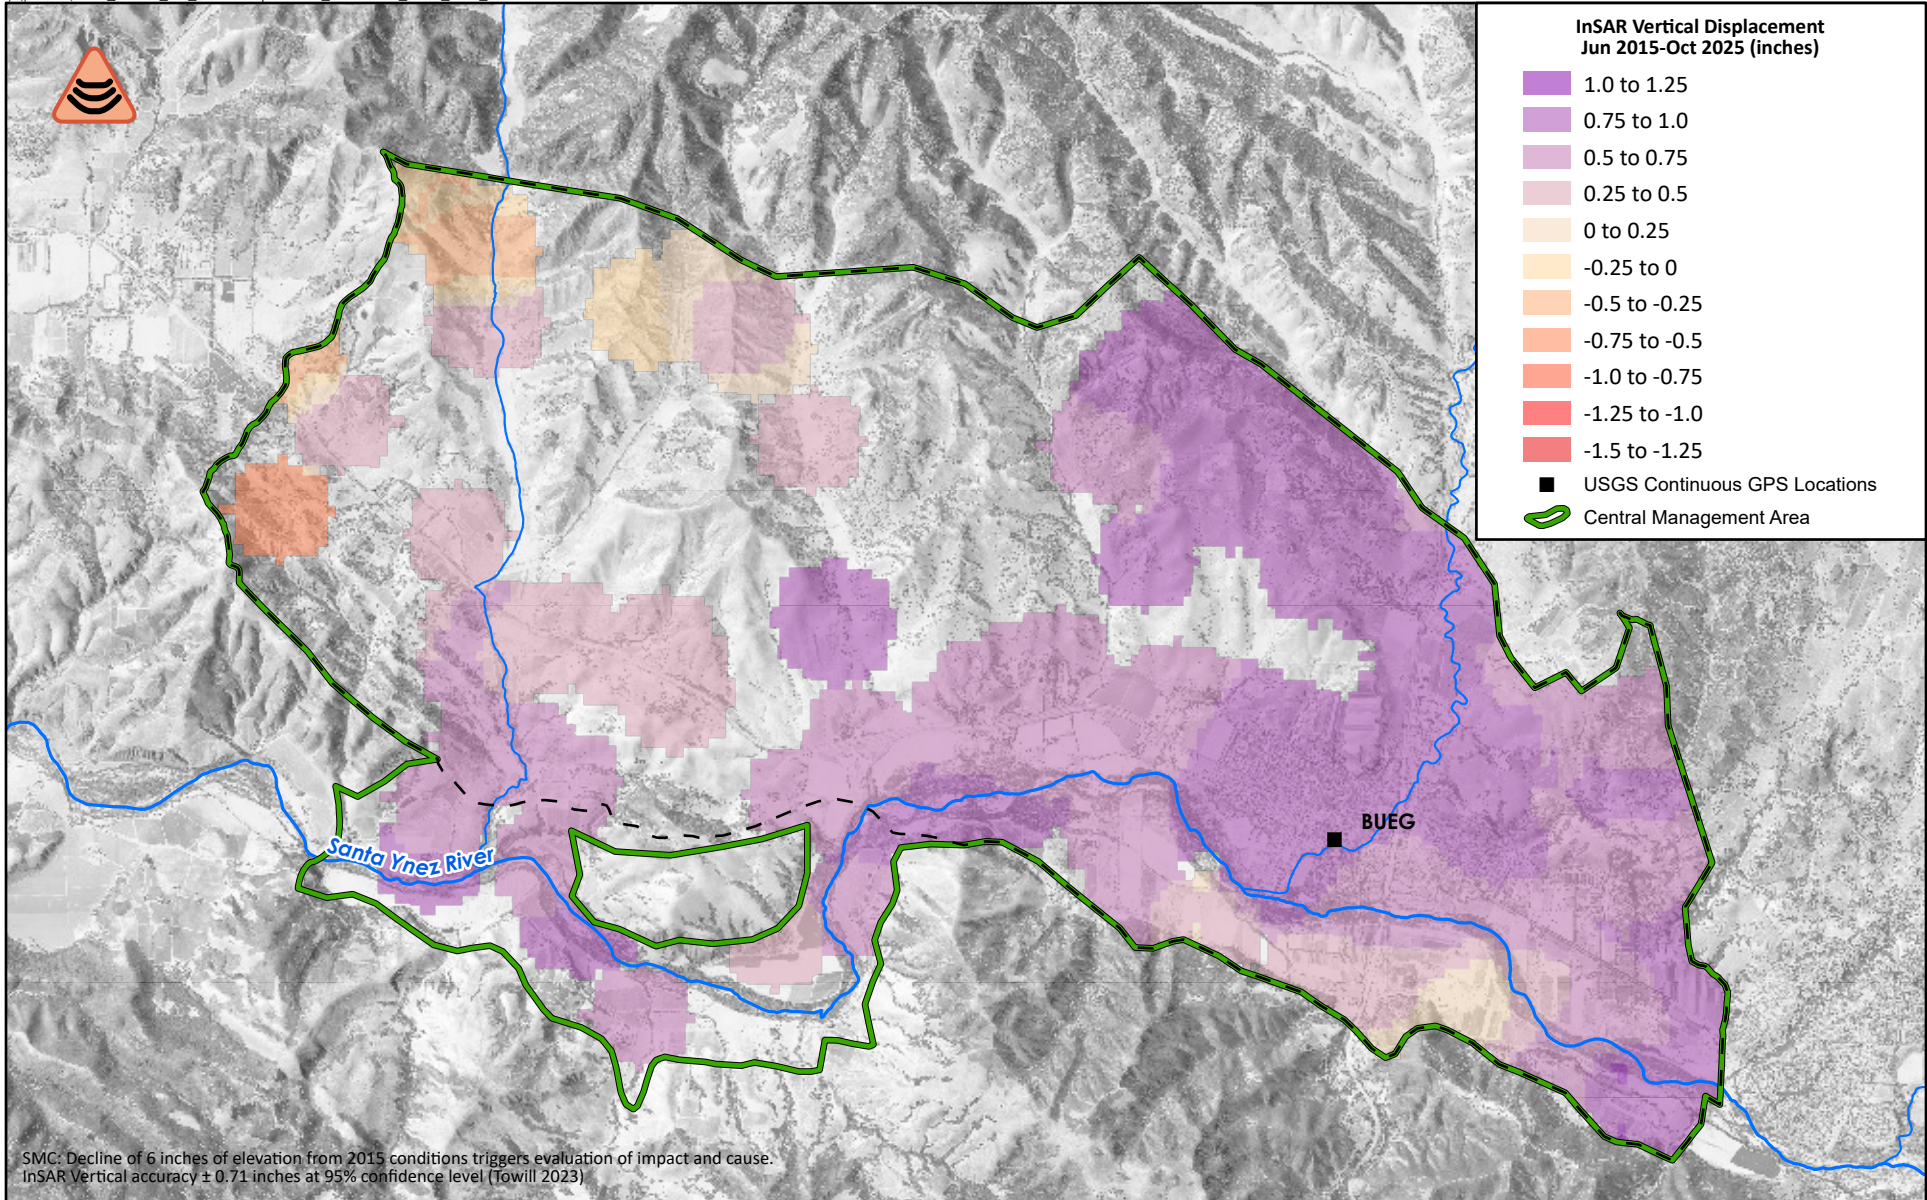 InSAR Vertical Displacement
Jun 2015-Oct 2025 (inches)
1.0 to 1.25
0.75 to 1.0
0.5 to 0.75
0.25 to 0.5
0 to 0.25
-0.25 to 0
-0.5 to -0.25
-0.75 to -0.5
-1.0 to -0.75
-1.25 to -1.0
-1.5 to -1.25
USGS Continuous GPS Locations
Central Management Area
BUEG
Santa Ynez River
SMC: Decline of 6 inches of elevation from 2015 conditions triggers evaluation of impact and cause.
InSAR Vertical accuracy ± 0.71 inches at 95% confidence level (Towill 2023)